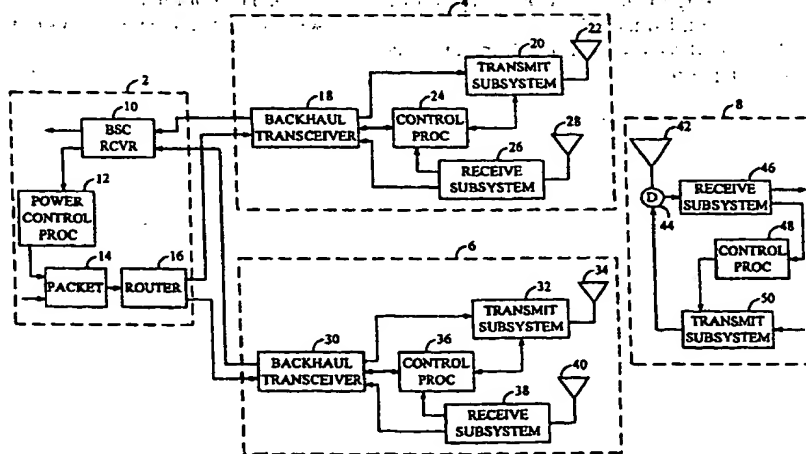 2
10
BSC
RCVR
12
POWER
CONTROL
PROC
14
PACKET
16
ROUTER
18
BACKHAUL
TRANSCEIVER
20
TRANSMIT
SUBSYSTEM
22
24
CONTROL
PROC
26
RECEIVE
SUBSYSTEM
28
6
30
BACKHAUL
TRANSCEIVER
32
TRANSMIT
SUBSYSTEM
34
36
CONTROL
PROC
38
RECEIVE
SUBSYSTEM
40
8
42
D
44
RECEIVE
SUBSYSTEM
46
48
CONTROL
PROC
50
TRANSMIT
SUBSYSTEM